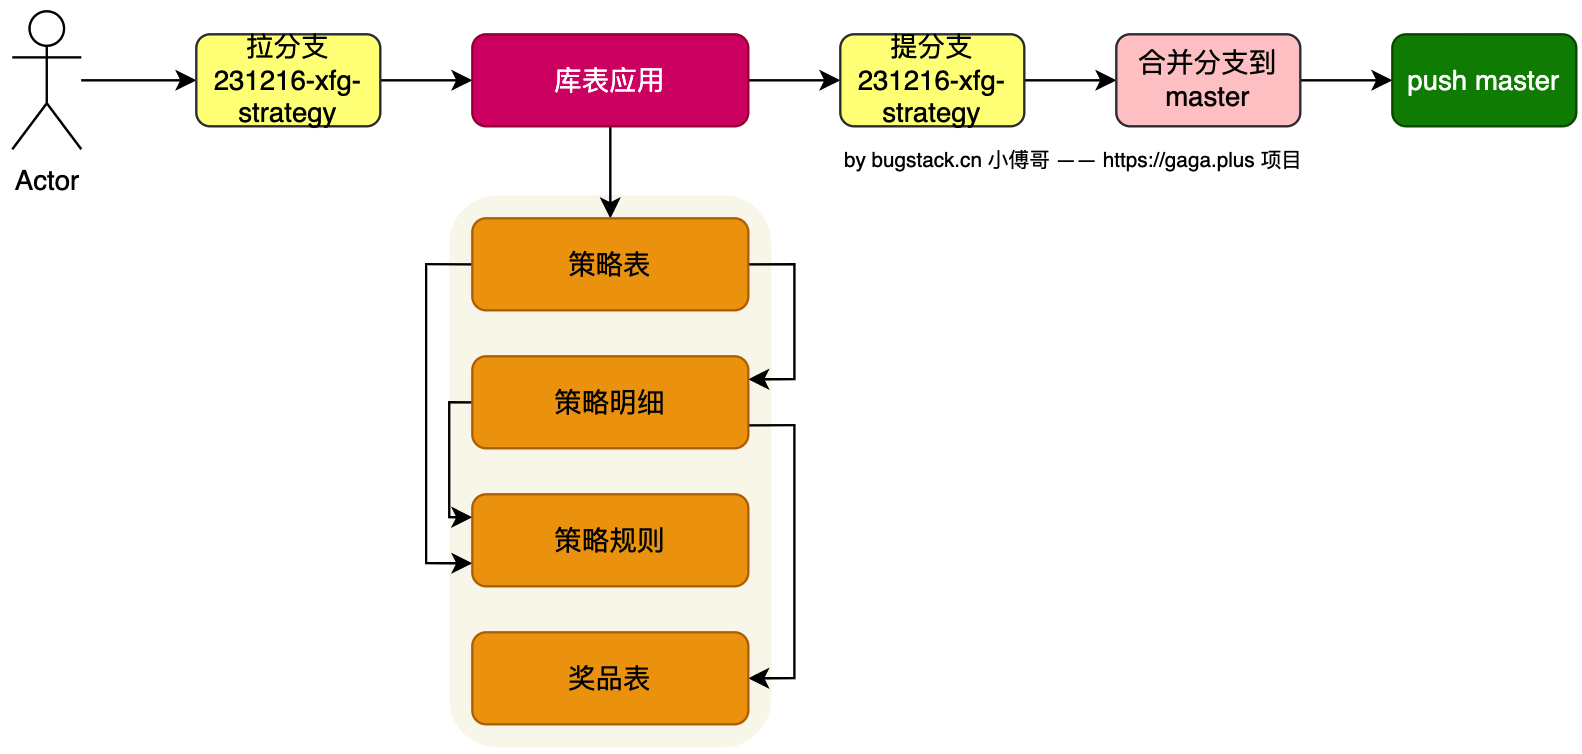 Actor
拉分支
231216-xfg-
strategy
库表应用
提分支
231216-xfg-
strategy
合并分支到
master
push master
by bugstack.cn 小傅哥 —— https://gaga.plus 项目
策略表
策略明细
策略规则
奖品表